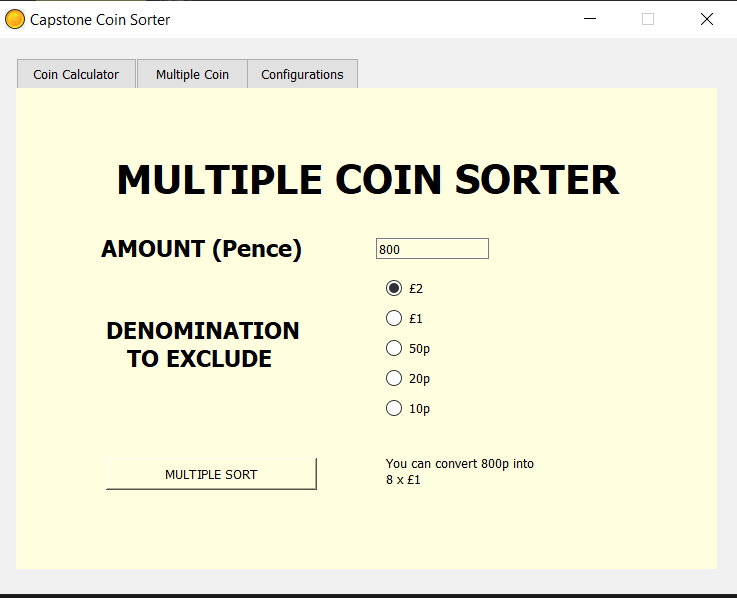 Capstone Coin Sorter
Coin Calculator Multiple Coin Configurations
MULTIPLE COIN SORTER
AMOUNT (Pence) 800
£2
£1
DENOMINATION
TO EXCLUDE
50p
20p
10p
MULTIPLE SORT
You can convert 800p into
8 x £1